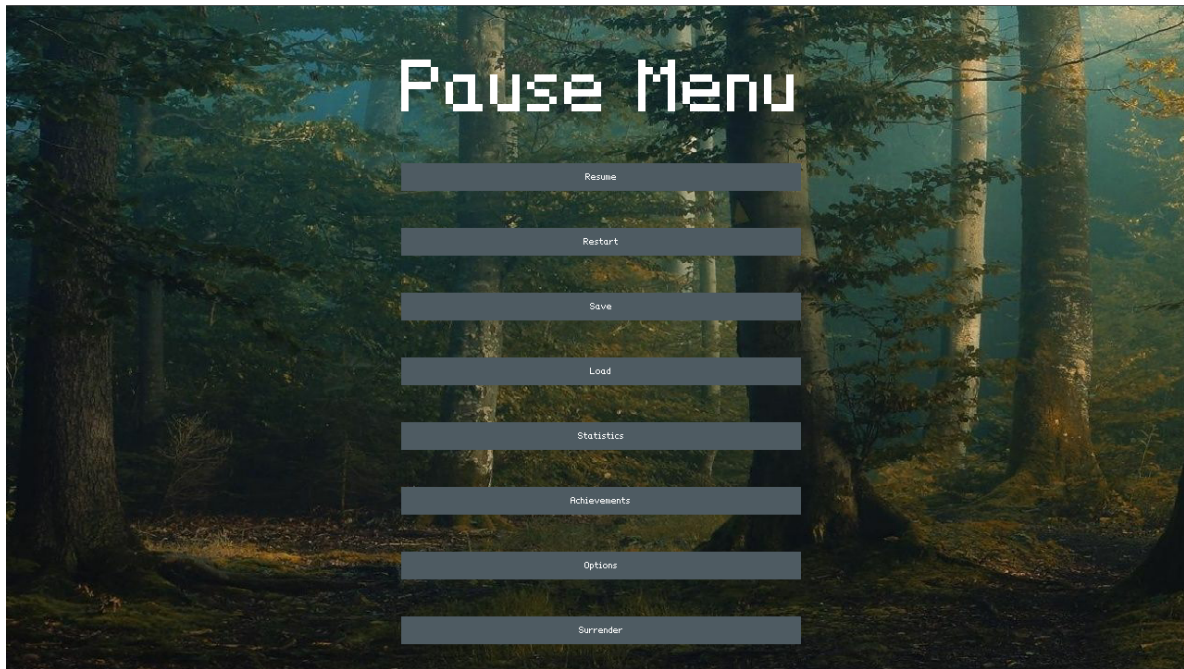 Pause Menu
Resume
Restart
Save
Load
Statistics
Achievements
Options
Surrender